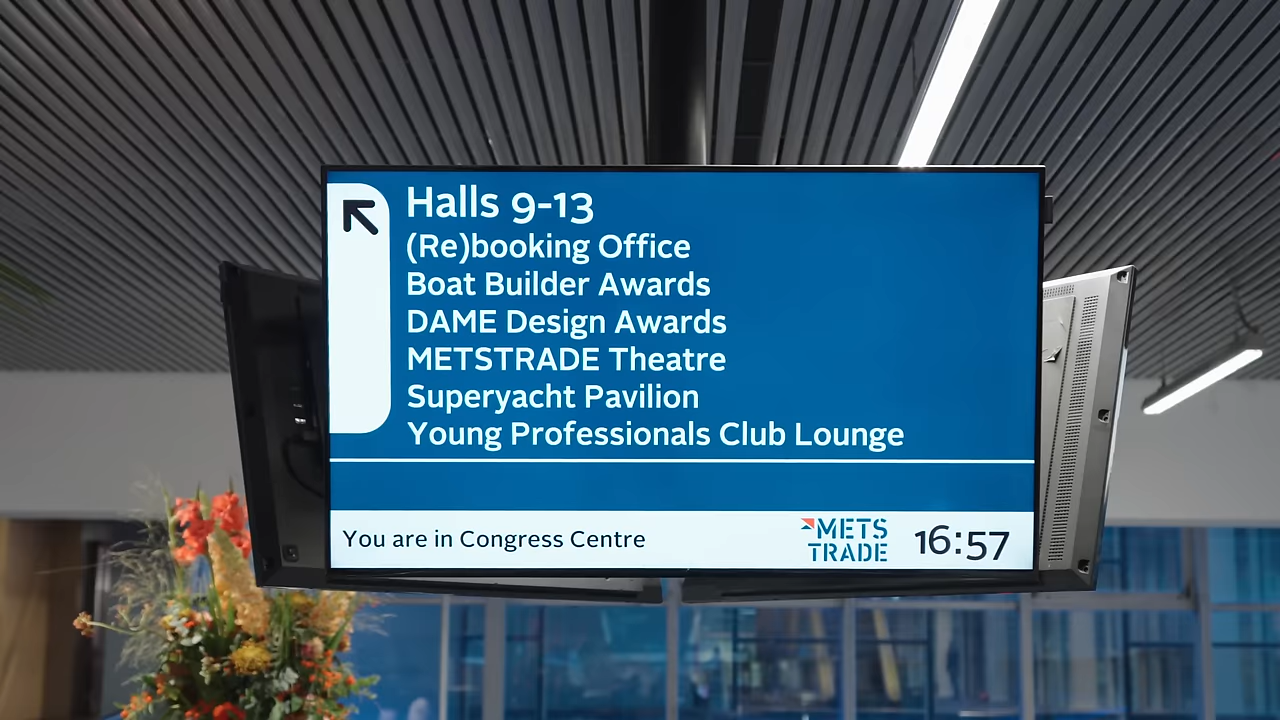 Halls 9-13
(Re)booking Office
Boat Builder Awards
DAME Design Awards
METSTRADE Theatre
Superyacht Pavilion
Young Professionals Club Lounge
You are in Congress Centre
METS
TRADE
16:57